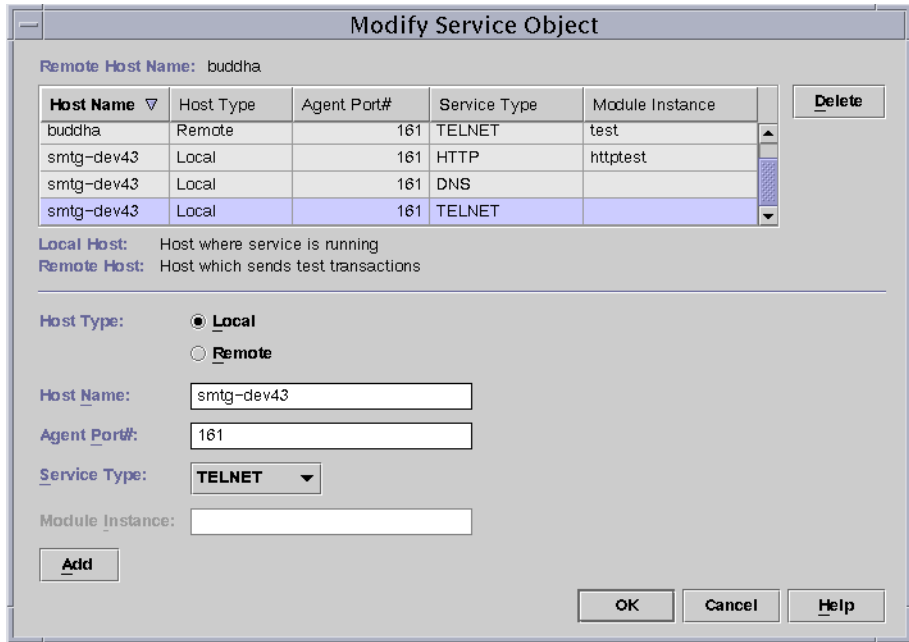 Modify Service Object
Remote Host Name: buddha
Host Name Host Type Agent Port# Service Type Module Instance
buddha Remote 161 TELNET test
smtg-dev43 Local 161 HTTP httptest
smtg-dev43 Local 161 DNS
smtg-dev43 Local 161 TELNET
Delete
Local Host: Host where service is running
Remote Host: Host which sends test transactions
Host Type: Local
Remote
Host Name: smtg-dev43
Agent Port#: 161
Service Type: TELNET
Module Instance:
Add
OK Cancel Help